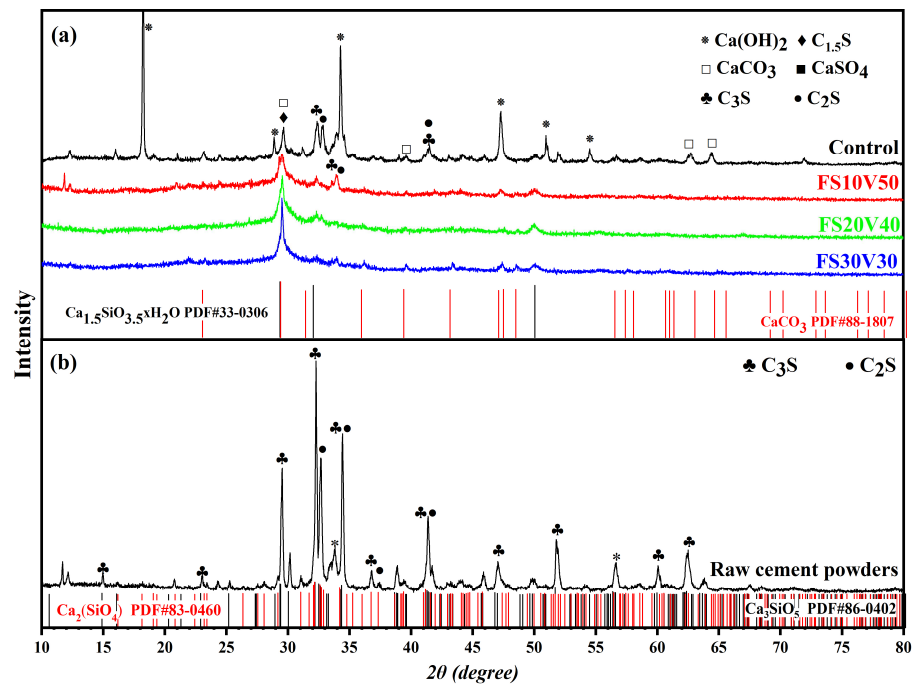 (a)
Ca(OH)2 C1.5S
CaCO3 CaSO4
C3S C2S
Control
FS10V50
FS20V40
FS30V30
Ca1.5SiO3.5xH2O PDF#33-0306
CaCO3 PDF#88-1807
Intensity
(b)
C3S C2S
Raw cement powders
Ca2(SiO4) PDF#83-0460
Ca3SiO5 PDF#86-0402
10 15 20 25 30 35 40 45 50 55 60 65 70 75 80
2θ (degree)